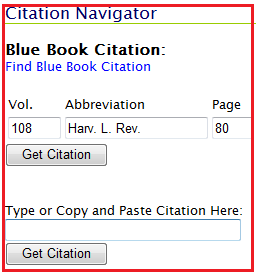 Citation Navigator
Blue Book Citation:
Find Blue Book Citation
Vol. Abbreviation Page
108 Harv. L. Rev. 80
Get Citation
Type or Copy and Paste Citation Here:
Get Citation